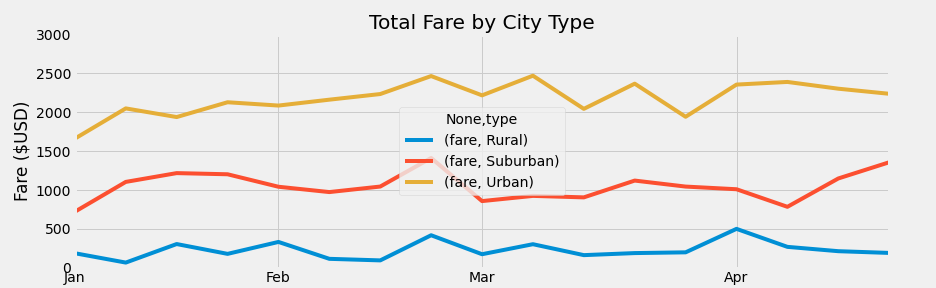 Total Fare by City Type
Fare ($USD)
3000
2500
2000
1500
1000
500
0
None,type
(fare, Rural)
(fare, Suburban)
(fare, Urban)
Jan Feb Mar Apr